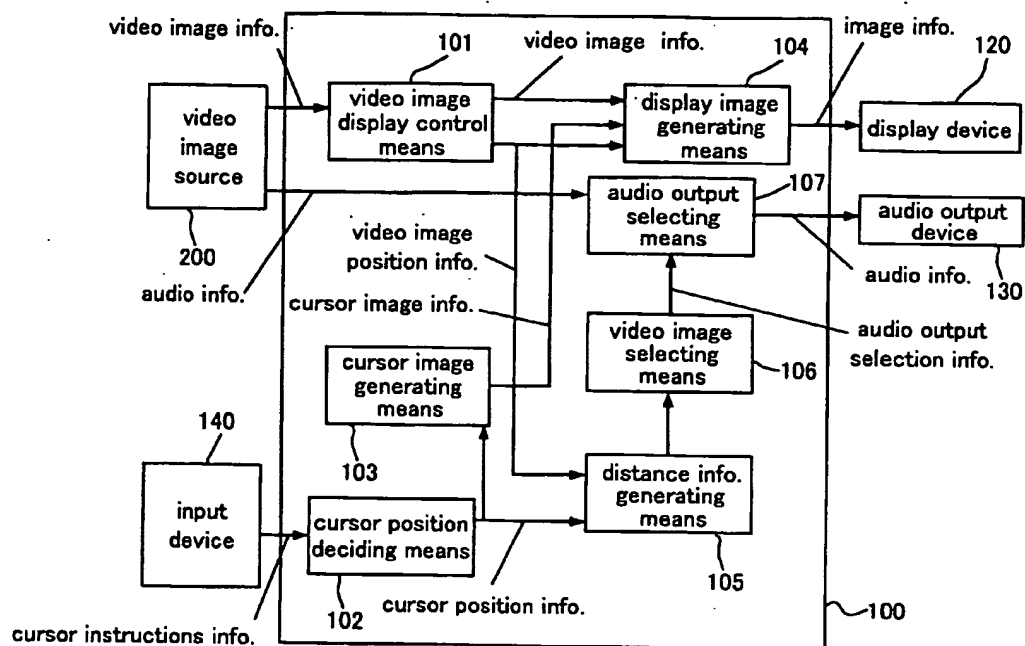 video image info.
101
video image info.
104
image info.
120
video
image
source
video image
display control
means
display image
generating
means
display device
107
200
audio output
selecting
means
audio output
device
130
audio info.
video image
position info.
cursor image info.
audio info.
video image
selecting
means
audio output
selection info.
106
cursor image
generating
means
140
103
distance info.
generating
means
input
device
cursor position
deciding means
105
102
cursor position info.
100
cursor instructions info.